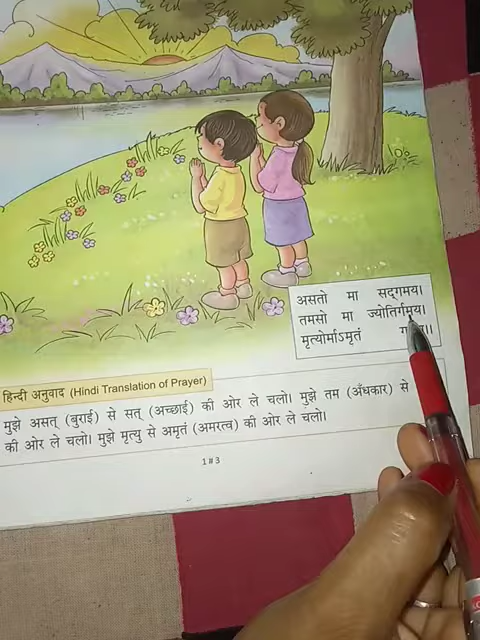 असतो मा सद्गमय।
तमसो मा ज्योतिर्गमय।
मृत्योर्माऽमृतं
हिन्दी अनुवाद (Hindi Translation of Prayer)
मुझे असत् (बुराई) से सत् (अच्छाई) की ओर ले चलो। मुझे तम (अँधकार) से
की ओर ले चलो। मुझे मृत्यु से अमृतं (अमरत्व) की ओर ले चलो।
1#3